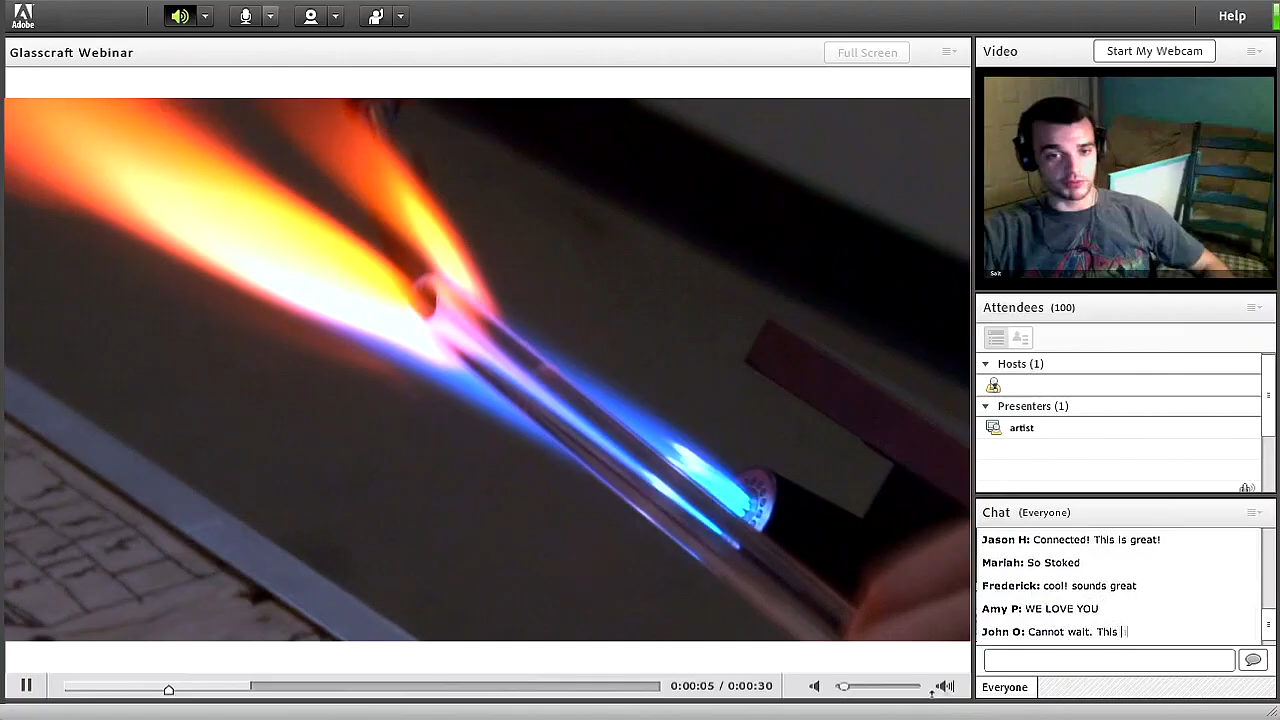 Adobe
Help
Glasscraft Webinar
Full Screen
Video
Start My Webcam
Attendees (100)
Hosts (1)
Presenters (1)
artist
Chat (Everyone)
Jason H: Connected! This is great!
Mariah: So Stoked
Frederick: cool! sounds great
Amy P: WE LOVE YOU
John O: Cannot wait. This
0:00:05 / 0:00:30
Everyone